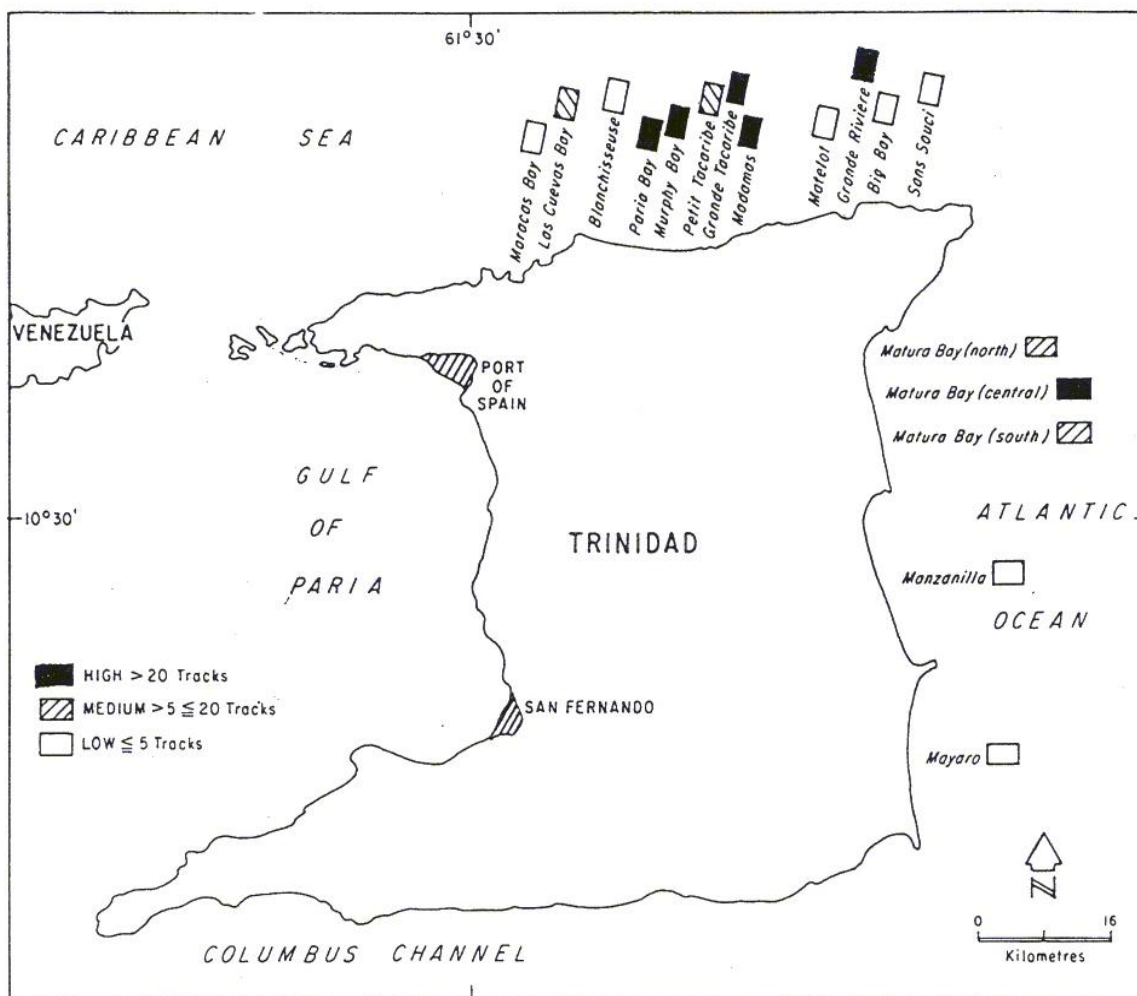 61°30'
CARIBBEAN SEA
Maracas Bay
Las Cuevas Bay
Blanchisseuse
Paria Bay
Murphy Bay
Petit Tacaribe
Grande Tacaribe
Madamas
Matelot
Grande Riviere
Big Bay
Sans Souci
VENEZUELA
PORT
OF
SPAIN
Matura Bay (north)
Matura Bay (central)
Matura Bay (south)
GULF
OF
PARIA
10°30'
TRINIDAD
ATLANTIC
OCEAN
Manzanilla
HIGH > 20 Tracks
MEDIUM >5 ≦ 20 Tracks
LOW ≦ 5 Tracks
SAN FERNANDO
Mayaro
N
0 16
Kilometres
COLUMBUS CHANNEL